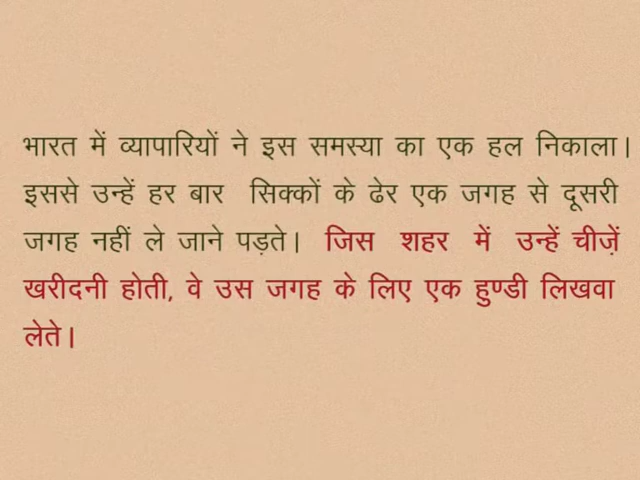 भारत में व्यापारियों ने इस समस्या का एक हल निकाला।
इससे उन्हें हर बार सिक्कों के ढेर एक जगह से दूसरी
जगह नहीं ले जाने पड़ते। जिस शहर में उन्हें चीज़ें
खरीदनी होती, वे उस जगह के लिए एक हुण्डी लिखवा
लेते।